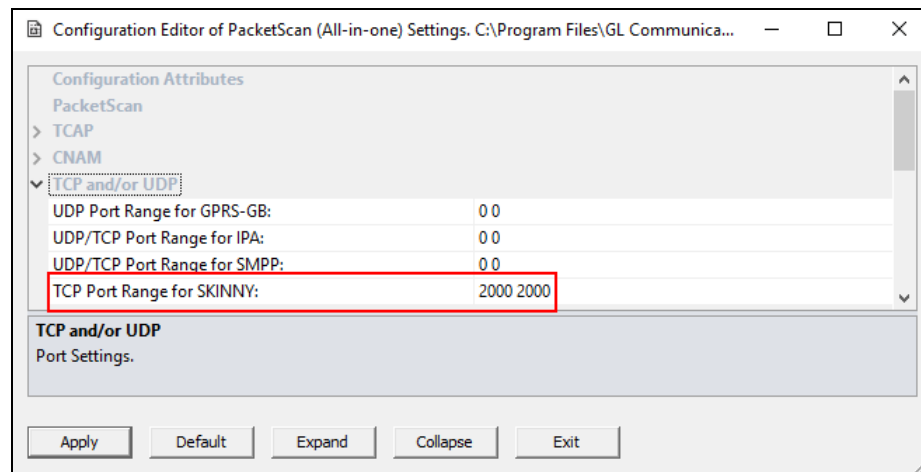 Configuration Editor of PacketScan (All-in-one) Settings. C:\Program Files\GL Communica...
Configuration Attributes
PacketScan
TCAP
CNAM
TCP and/or UDP
UDP Port Range for GPRS-GB: 0 0
UDP/TCP Port Range for IPA: 0 0
UDP/TCP Port Range for SMPP: 0 0
TCP Port Range for SKINNY: 2000 2000
TCP and/or UDP
Port Settings.
Apply Default Expand Collapse Exit